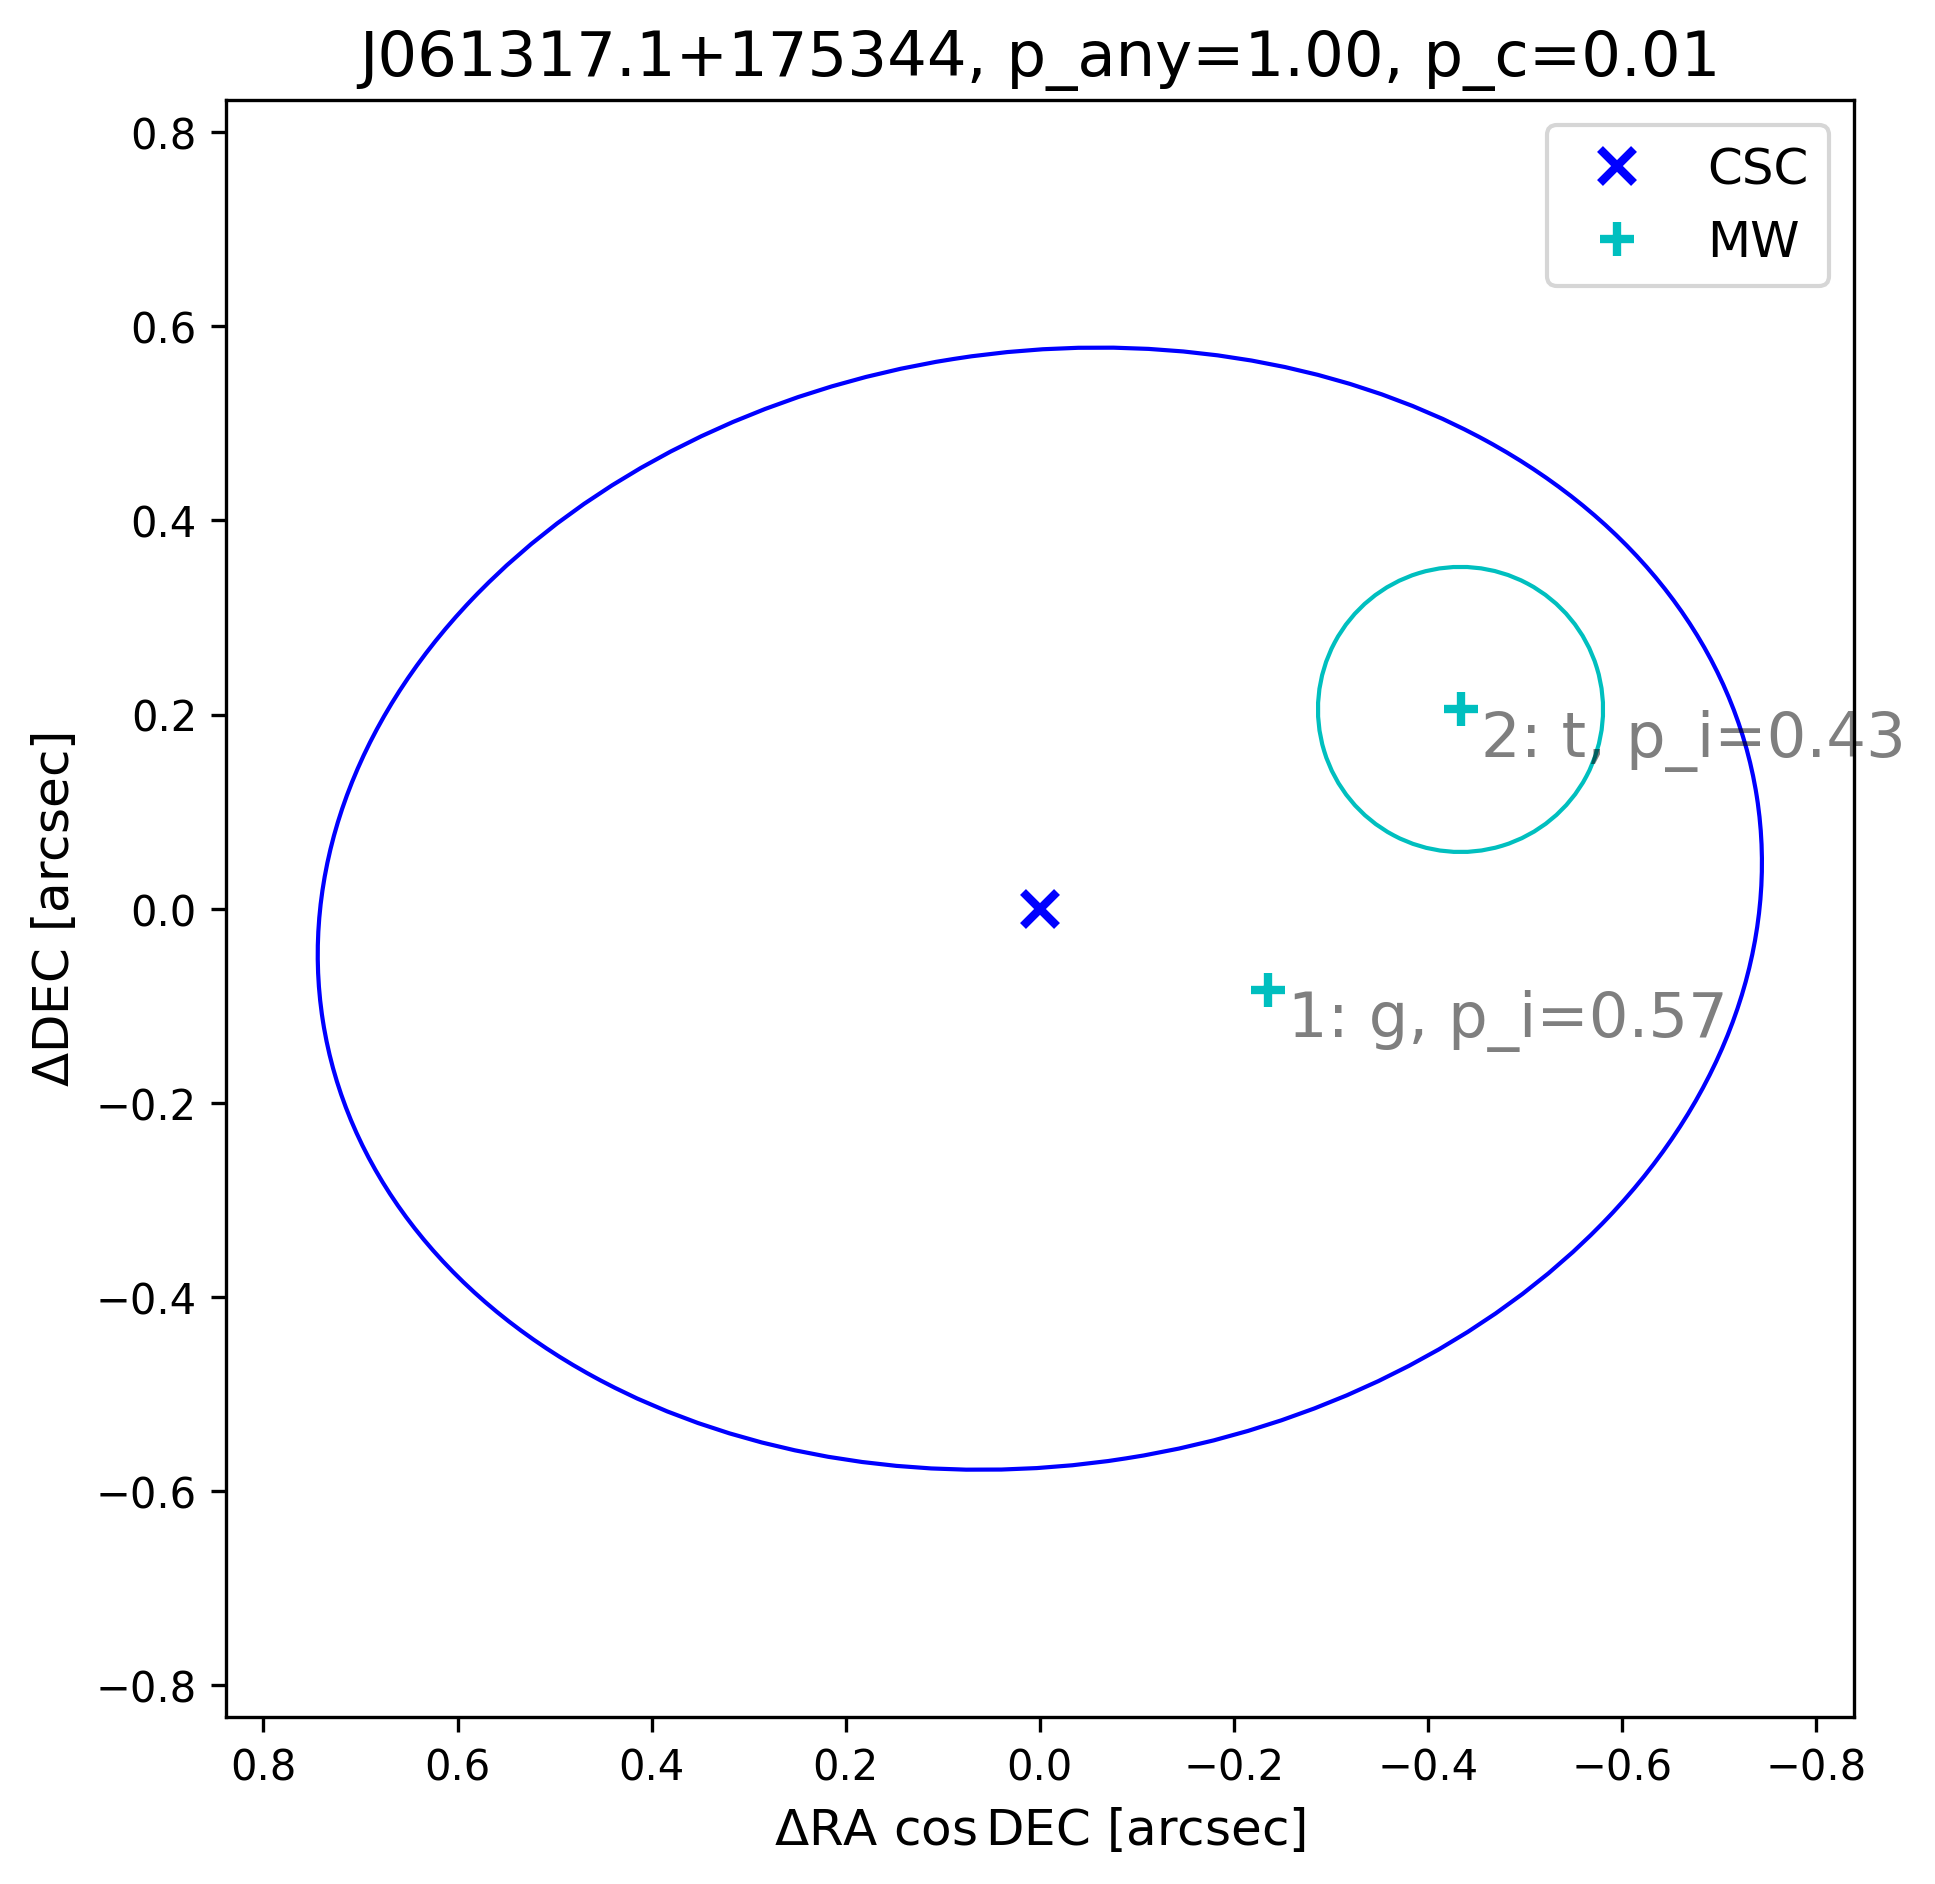 J061317.1+175344, p_any=1.00, p_c=0.01
CSC
MW
0.8
0.6
0.4
0.2
0.0
−0.2
−0.4
−0.6
−0.8
ΔDEC [arcsec]
2: t, p_i=0.43
1: g, p_i=0.57
0.8 0.6 0.4 0.2 0.0 −0.2 −0.4 −0.6 −0.8
ΔRA cos DEC [arcsec]